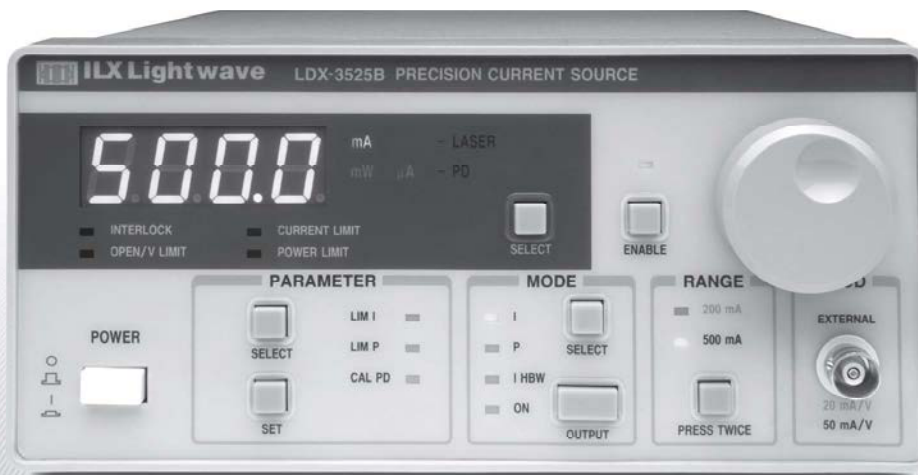 ILX Lightwave LDX-3525B PRECISION CURRENT SOURCE
500.0
mA - LASER
mW μA - PD
INTERLOCK CURRENT LIMIT
OPEN/V LIMIT POWER LIMIT
SELECT
ENABLE
PARAMETER
LIM I
SELECT
LIM P
CAL PD
SET
MODE
I
P
SELECT
I HBW
ON
OUTPUT
RANGE
200 mA
500 mA
PRESS TWICE
EXTERNAL
20 mA/V
50 mA/V
POWER
O
I